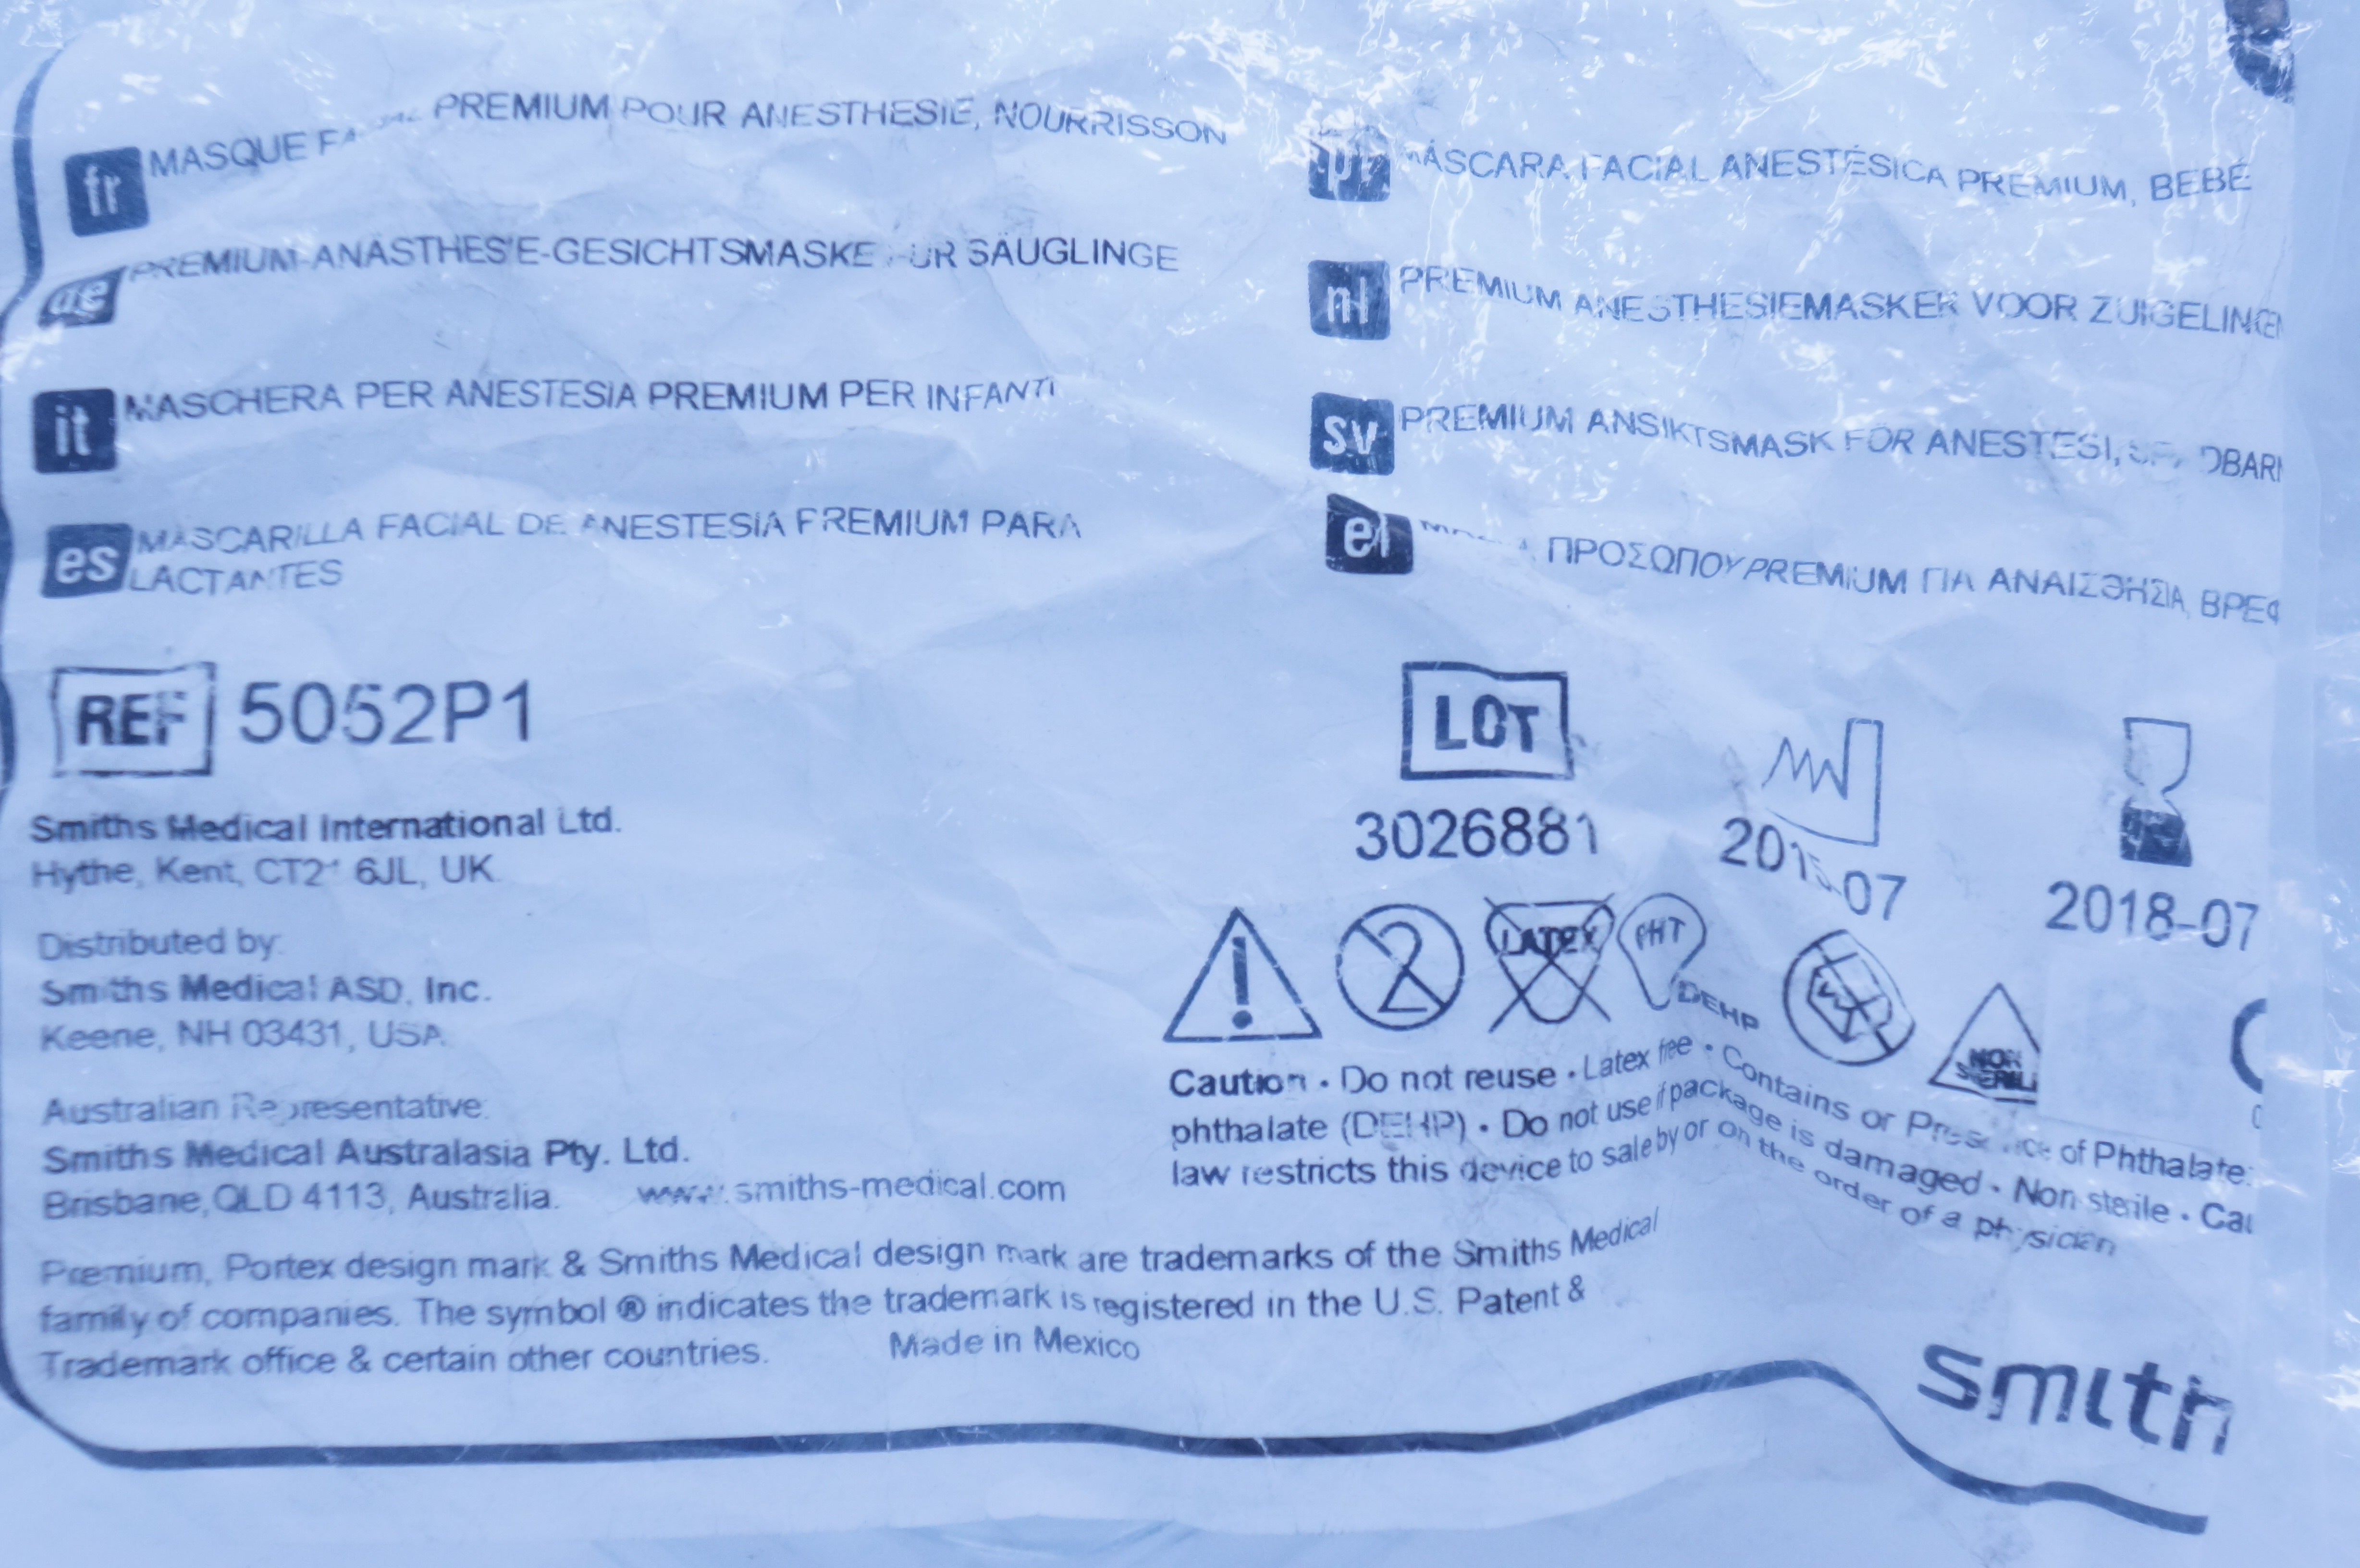 fr MASQUE PREMIUM POUR ANESTHESIE, NOURRISSON
de PREMIUM-ANÄSTHESIE-GESICHTSMASKE FÜR SÄUGLINGE
it MASCHERA PER ANESTESIA PREMIUM PER INFANTI
es MASCARILLA FACIAL DE ANESTESIA PREMIUM PARA
LACTANTES
pt MÁSCARA FACIAL ANESTÉSICA PREMIUM, BEBÉ
nl PREMIUM ANESTHESIEMASKER VOOR ZUIGELINGEN
sv PREMIUM ANSIKTSMASK FÖR ANESTESI,
el ΠΡΟΣΩΠΟΥ PREMIUM ΓΙΑ ΑΝΑΙΣΘΗΣΙΑ, ΒΡΕΦ
REF 5052P1
Smiths Medical International Ltd.
Hythe, Kent, CT21 6JL, UK
Distributed by:
Smiths Medical ASD, Inc.
Keene, NH 03431, USA
Australian Representative:
Smiths Medical Australasia Pty. Ltd.
Brisbane, QLD 4113, Australia. www.smiths-medical.com
Premium, Portex design mark & Smiths Medical design mark are trademarks of the Smiths Medical
family of companies. The symbol ® indicates the trademark is registered in the U.S. Patent &
Trademark office & certain other countries. Made in Mexico
LOT
3026881
2018-07
2
LATEX
PHT
DEHP
NON
STERILE
Caution • Do not reuse • Latex free • Contains or Presence of Phthalate:
phthalate (DEHP) • Do not use if package is damaged • Non sterile • Cau
law restricts this device to sale by or on the order of a physician
smith